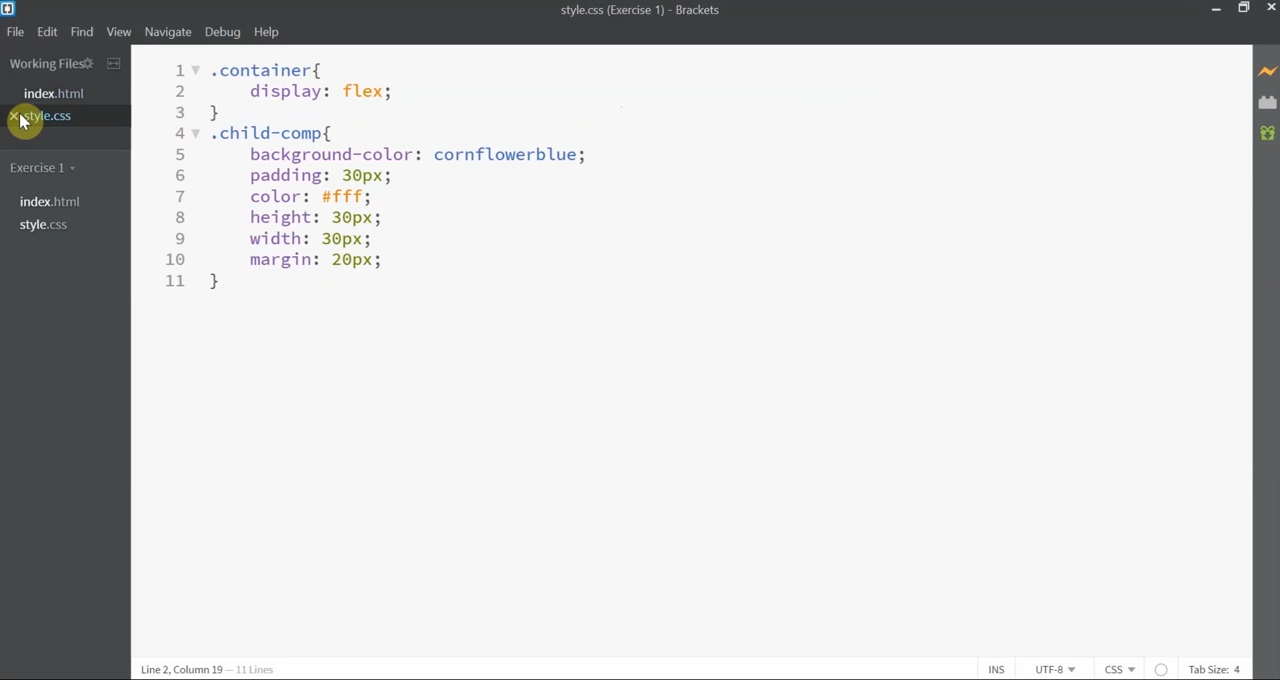 style.css (Exercise 1) - Brackets
File Edit Find View Navigate Debug Help
Working Files
index.html
style.css
Exercise 1
index.html
style.css
1 .container{
2 display: flex;
3 }
4 .child-comp{
5 background-color: cornflowerblue;
6 padding: 30px;
7 color: #fff;
8 height: 30px;
9 width: 30px;
10 margin: 20px;
11 }
Line 2, Column 19 — 11 Lines
INS UTF-8 CSS Tab Size: 4